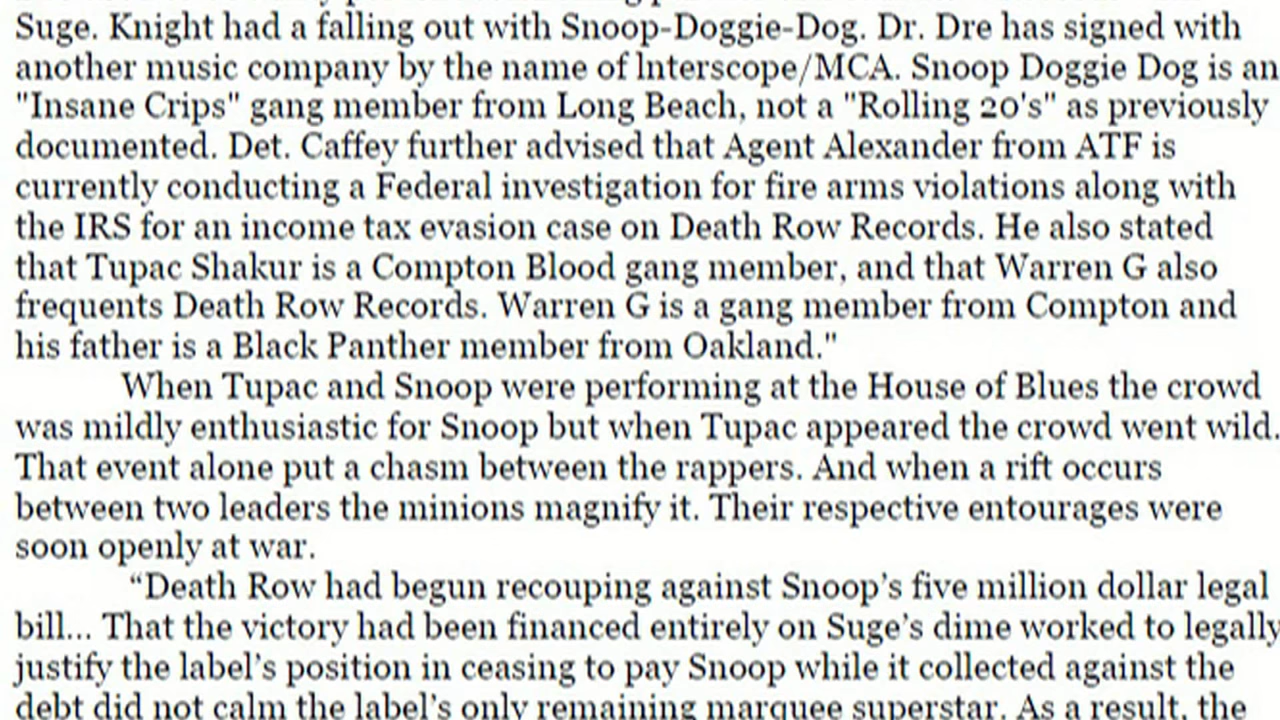 Suge. Knight had a falling out with Snoop-Doggie-Dog. Dr. Dre has signed with
another music company by the name of Interscope/MCA. Snoop Doggie Dog is an
"Insane Crips" gang member from Long Beach, not a "Rolling 20's" as previously
documented. Det. Caffey further advised that Agent Alexander from ATF is
currently conducting a Federal investigation for fire arms violations along with
the IRS for an income tax evasion case on Death Row Records. He also stated
that Tupac Shakur is a Compton Blood gang member, and that Warren G also
frequents Death Row Records. Warren G is a gang member from Compton and
his father is a Black Panther member from Oakland."
When Tupac and Snoop were performing at the House of Blues the crowd
was mildly enthusiastic for Snoop but when Tupac appeared the crowd went wild.
That event alone put a chasm between the rappers. And when a rift occurs
between two leaders the minions magnify it. Their respective entourages were
soon openly at war.
“Death Row had begun recouping against Snoop’s five million dollar legal
bill... That the victory had been financed entirely on Suge’s dime worked to legally
justify the label’s position in ceasing to pay Snoop while it collected against the
debt did not calm the label’s only remaining marquee superstar. As a result, the